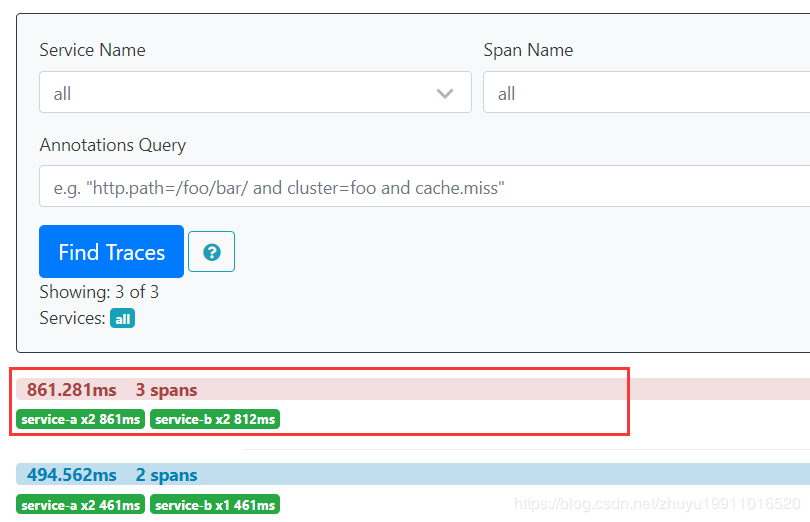 Service Name Span Name
all all
Annotations Query
e.g. "http.path=/foo/bar/ and cluster=foo and cache.miss"
Find Traces ?
Showing: 3 of 3
Services: all
861.281ms 3 spans
service-a x2 861ms service-b x2 812ms
494.562ms 2 spans
service-a x2 461ms service-b x1 461ms
https://blog.csdn.net/zhuyu19911016520